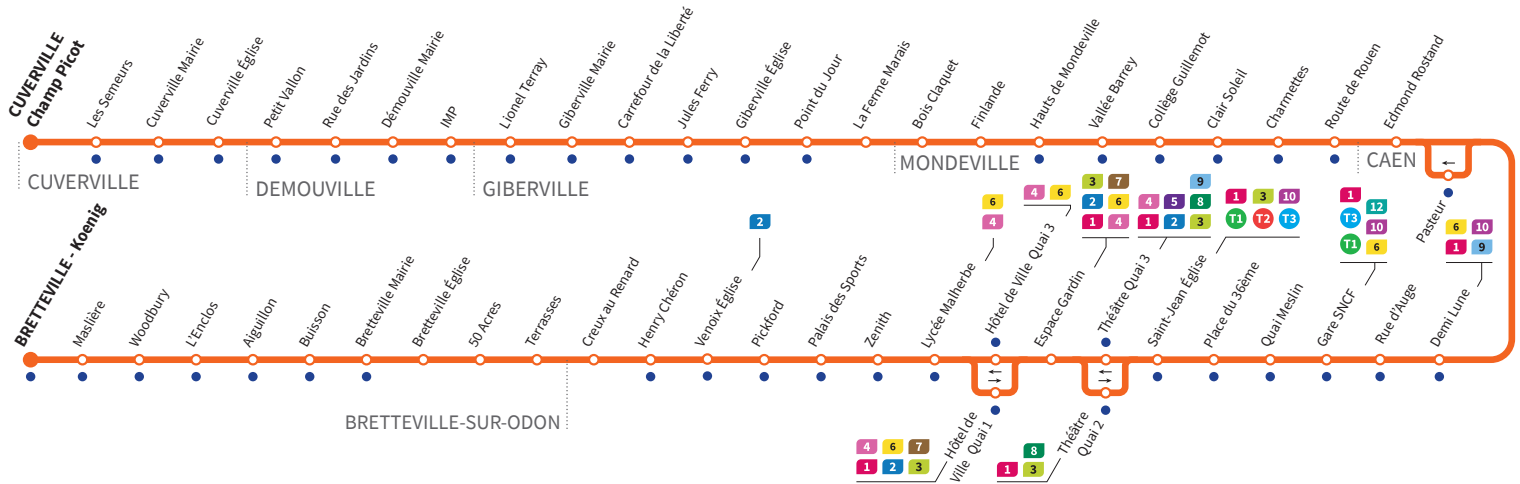 CUVERVILLE
Champ Picot
Les Semeurs
Cuverville Mairie
Cuverville Église
Petit Vallon
Rue des Jardins
Démouville Mairie
IMP
Lionel Terray
Giberville Mairie
Carrefour de la Liberté
Jules Ferry
Giberville Église
Point du Jour
La Ferme Marais
Bois Claquet
Finlande
Hauts de Mondeville
Vallée Barrey
Collège Guillemot
Clair Soleil
Charmettes
Route de Rouen
Edmond Rostand
←
Pasteur
CUVERVILLE
DEMOUVILLE
GIBERVILLE
MONDEVILLE
CAEN
BRETTEVILLE - Koenig
Maslière
Woodbury
L'Enclos
Aiguillon
Buisson
Bretteville Mairie
Bretteville Église
50 Acres
Terrasses
Creux au Renard
Henry Chéron
Venoix Église
2
Pickford
Palais des Sports
Zenith
Lycée Malherbe
6
4
Hôtel de Ville Quai 3
4 6
Espace Gardin
3 7
2 6
1 4
Théâtre Quai 3
9
4 5 8
1 2 3
Saint-Jean Église
1 3 10
T1 T2 T3
Place du 36ème
Quai Meslin
Gare SNCF
1
T3 12
10
T1 6
Rue d'Auge
Demi Lune
6 10
1 9
←
→
←
→
BRETTEVILLE-SUR-ODON
Hôtel de
Ville Quai 1
4 6 7
1 2 3
Théâtre
Quai 2
8
1 3